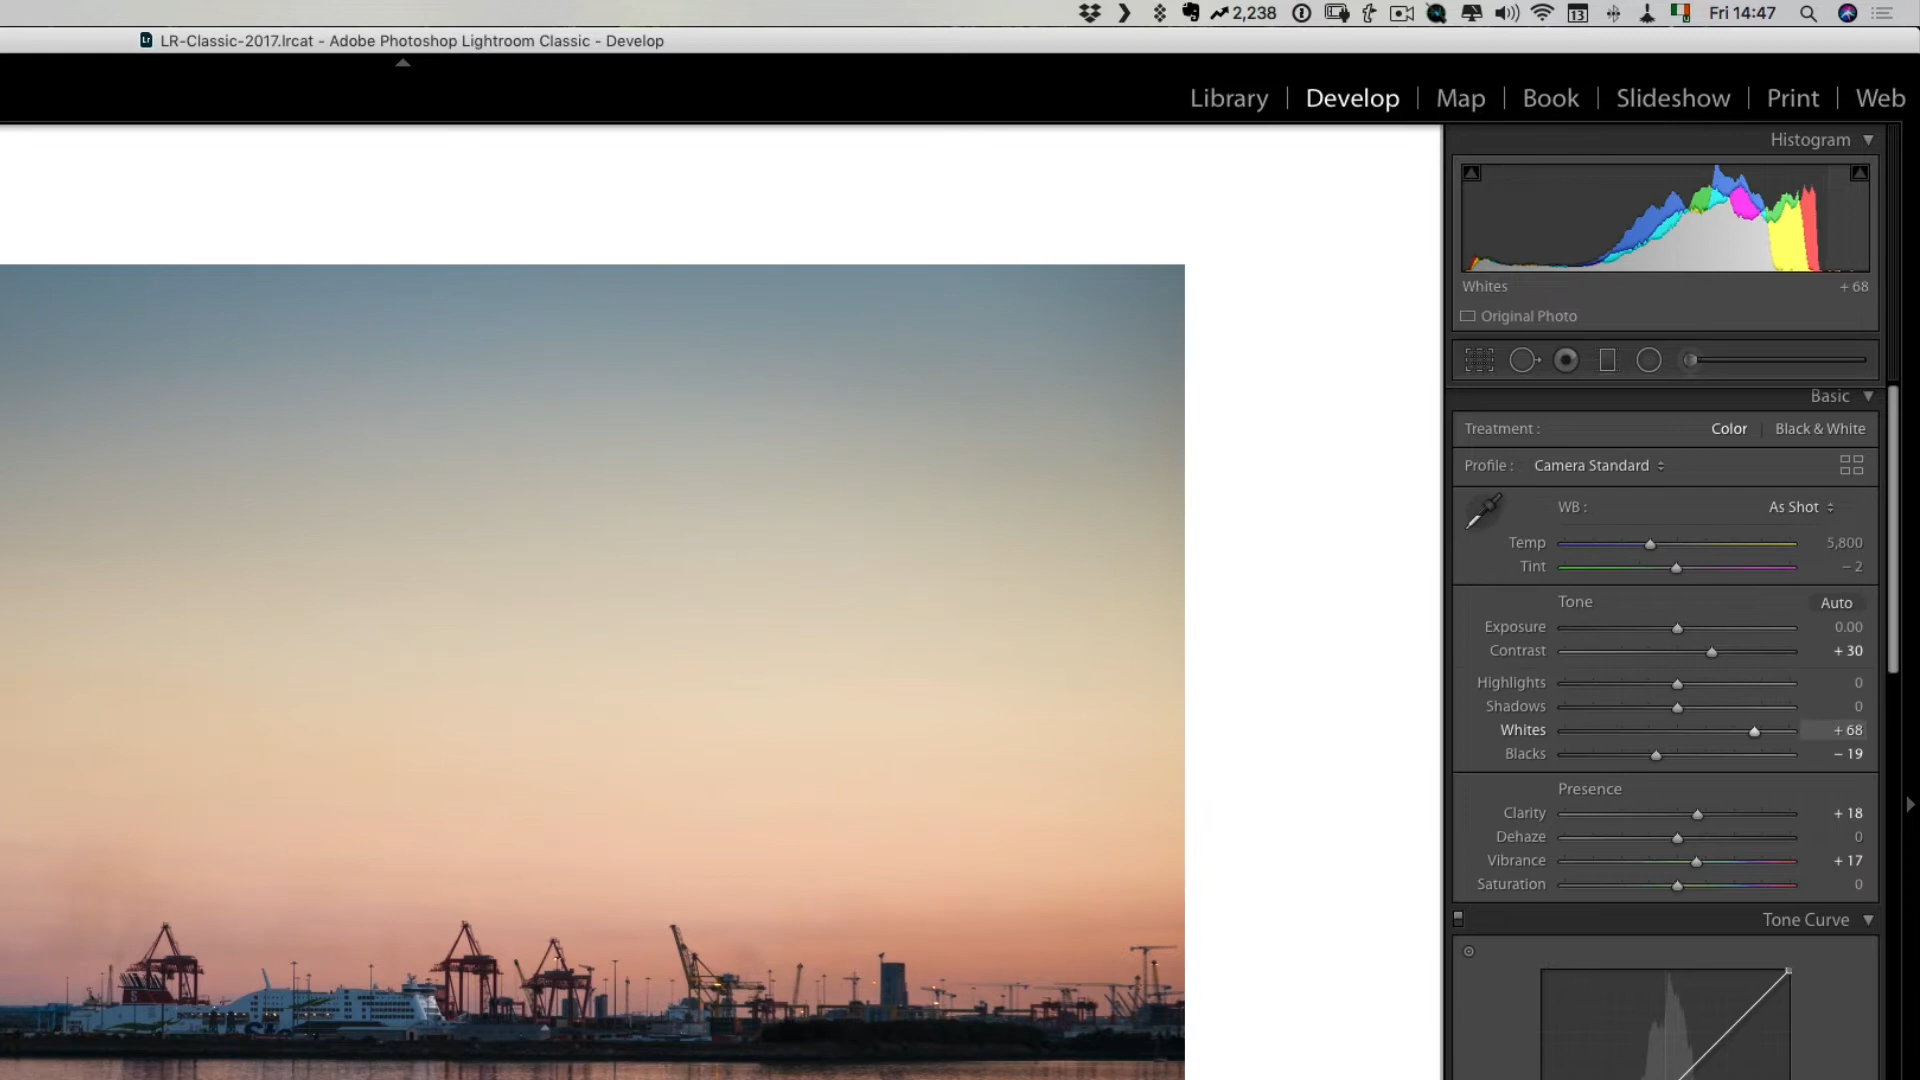 2,238 13 Fri 14:47
LR-Classic-2017.lrcat - Adobe Photoshop Lightroom Classic - Develop
Library | Develop | Map | Book | Slideshow | Print | Web
Histogram
Whites + 68
Original Photo
Basic
Treatment : Color Black & White
Profile : Camera Standard
WB : As Shot
Temp 5,800
Tint – 2
Tone Auto
Exposure 0.00
Contrast + 30
Highlights 0
Shadows 0
Whites + 68
Blacks – 19
Presence
Clarity + 18
Dehaze 0
Vibrance + 17
Saturation 0
Tone Curve